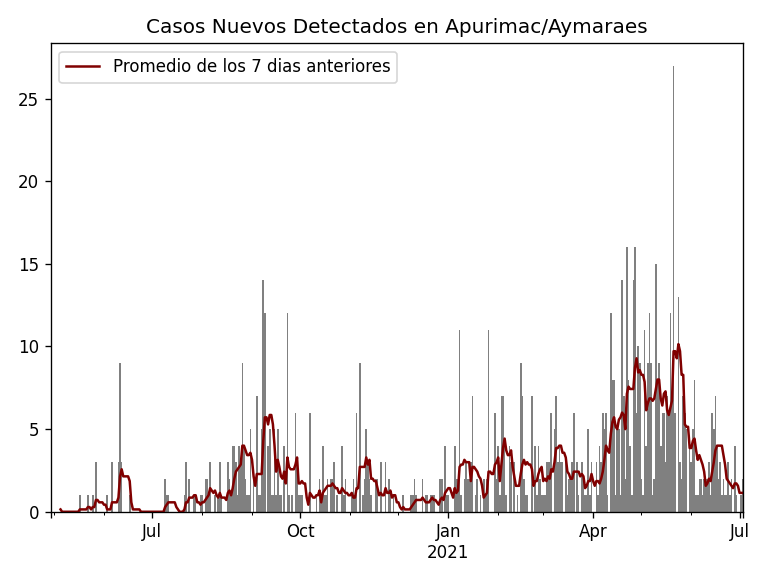 Casos Nuevos Detectados en Apurimac/Aymaraes
Promedio de los 7 dias anteriores
25
20
15
10
5
0
Jul
Oct
Jan
2021
Apr
Jul